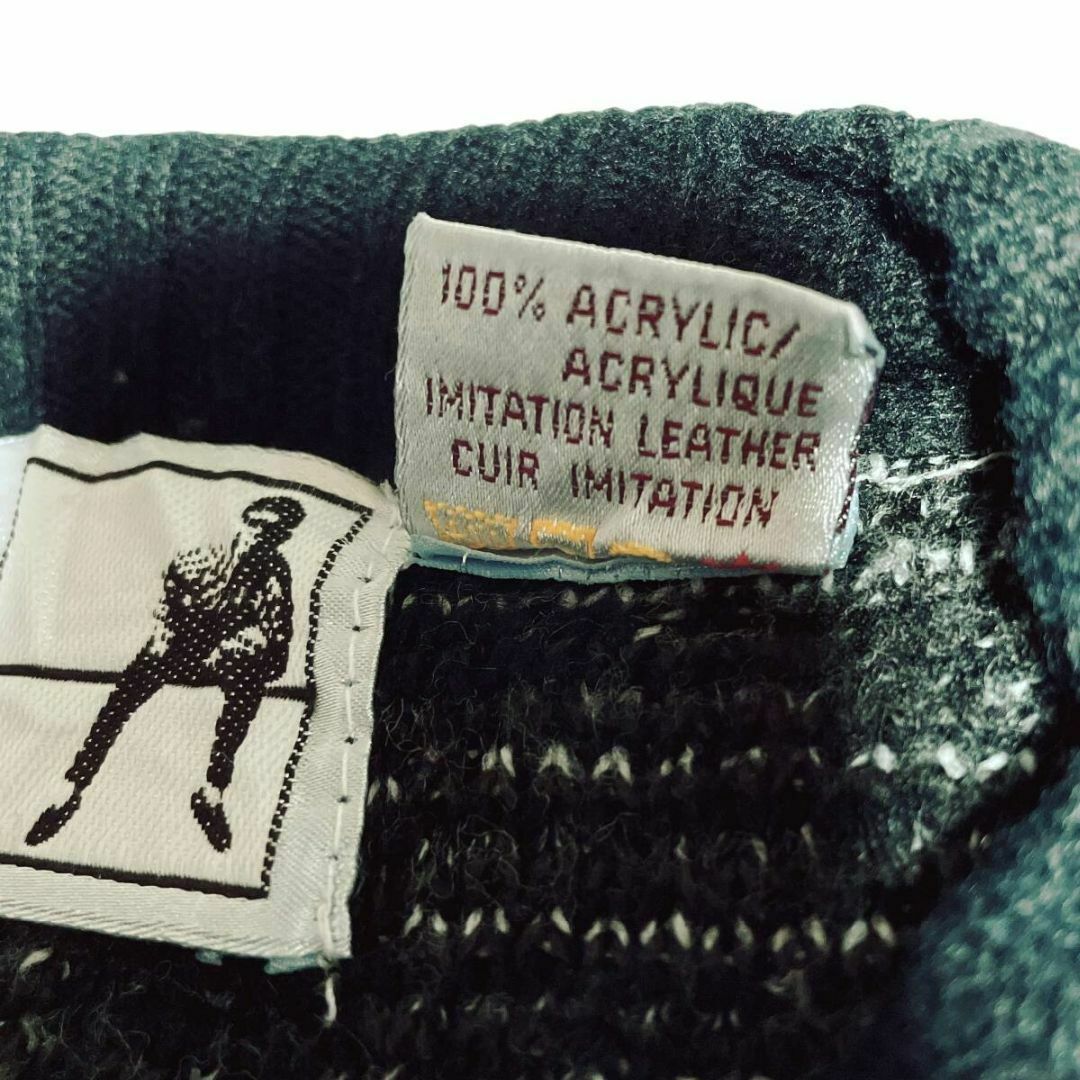 100% ACRYLIC/
ACRYLIQUE
IMITATION LEATHER
CUIR IMITATION